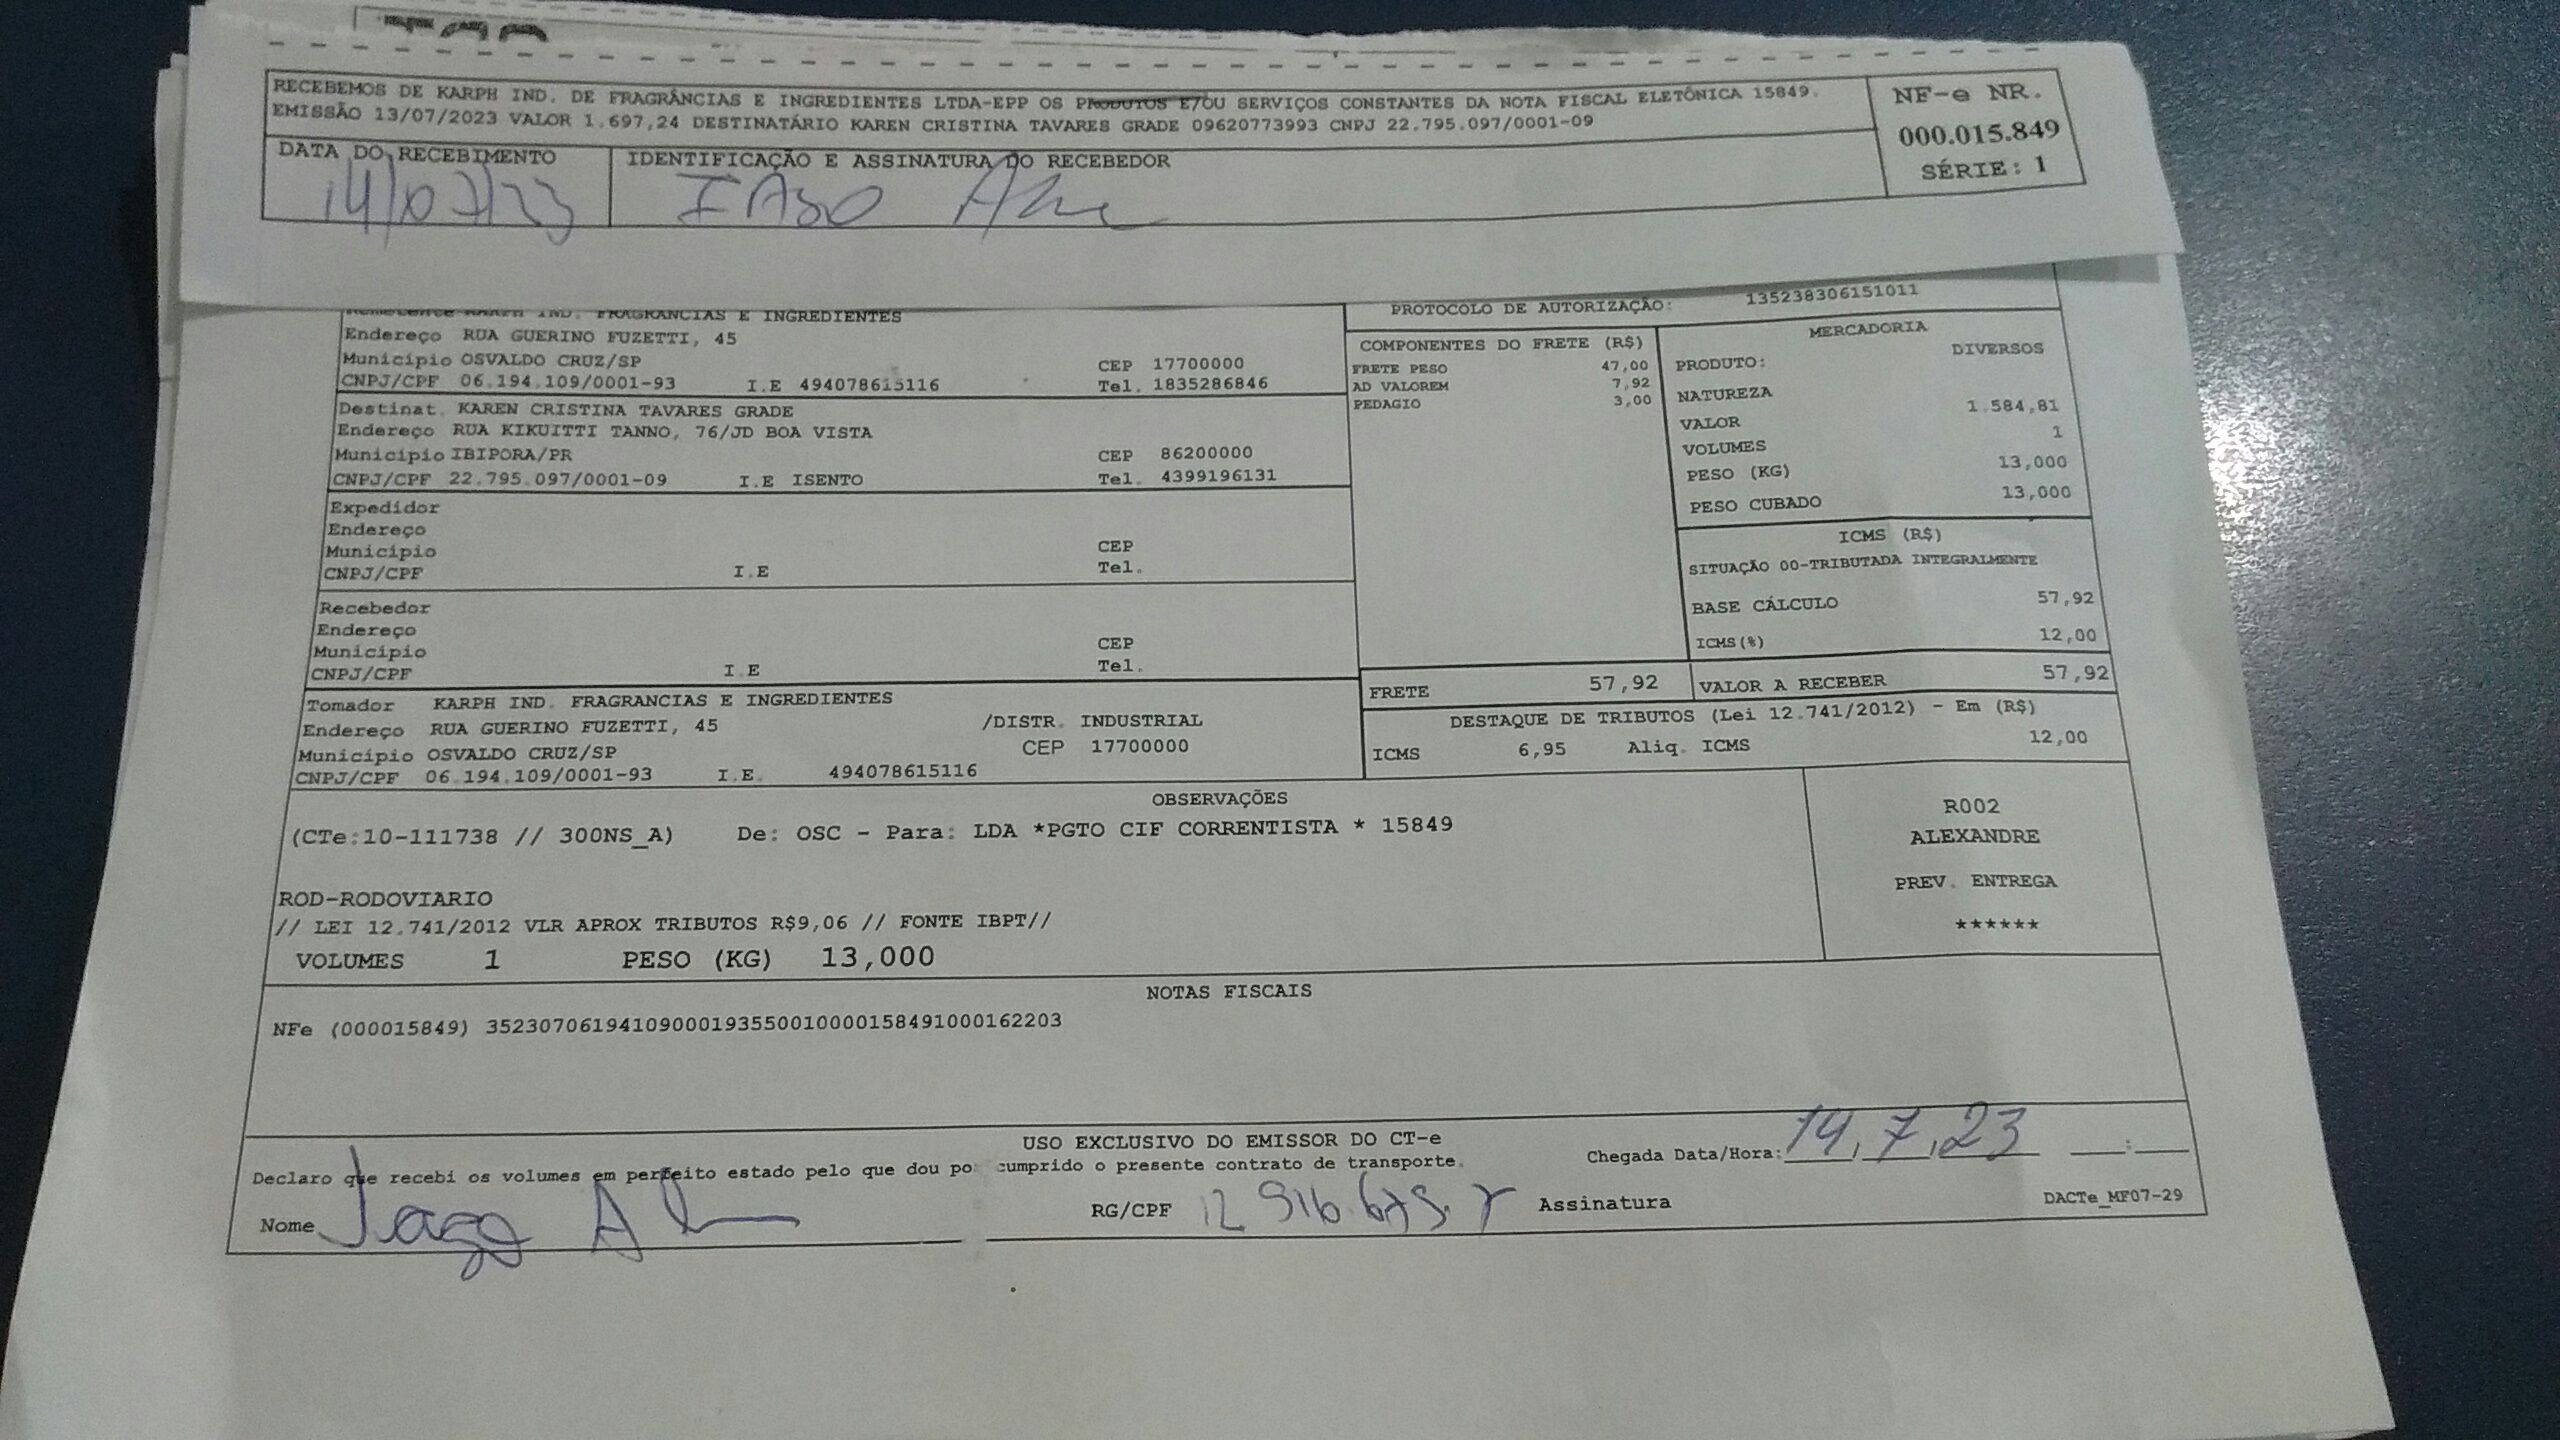 RECEBEMOS DE KARPH IND. DE FRAGRÂNCIAS E INGREDIENTES LTDA-EPP OS PRODUTOS E/OU SERVIÇOS CONSTANTES DA NOTA FISCAL ELETÔNICA 15849.
EMISSÃO 13/07/2023 VALOR 1.697,24 DESTINATÁRIO KAREN CRISTINA TAVARES GRADE 09620773993 CNPJ 22.795.097/0001-09
NF-e NR.
000.015.849
SÉRIE: 1
DATA DO RECEBIMENTO
14/07/23
IDENTIFICAÇÃO E ASSINATURA DO RECEBEDOR
Remetente KARPH IND. FRAGRANCIAS E INGREDIENTES
Endereço RUA GUERINO FUZETTI, 45
Município OSVALDO CRUZ/SP CEP 17700000
CNPJ/CPF 06.194.109/0001-93 I.E 494078615116 Tel. 1835286846
Destinat. KAREN CRISTINA TAVARES GRADE
Endereço RUA KIKUITTI TANNO, 76/JD BOA VISTA
Município IBIPORA/PR CEP 86200000
CNPJ/CPF 22.795.097/0001-09 I.E ISENTO Tel. 4399196131
Expedidor
Endereço
Município CEP
CNPJ/CPF I.E Tel.
Recebedor
Endereço
Município CEP
CNPJ/CPF I.E Tel.
Tomador KARPH IND. FRAGRANCIAS E INGREDIENTES
Endereço RUA GUERINO FUZETTI, 45 /DISTR. INDUSTRIAL
Município OSVALDO CRUZ/SP CEP 17700000
CNPJ/CPF 06.194.109/0001-93 I.E. 494078615116
PROTOCOLO DE AUTORIZAÇÃO: 135238306151011
COMPONENTES DO FRETE (R$)
FRETE PESO 47,00
AD VALOREM 7,92
PEDAGIO 3,00
MERCADORIA
PRODUTO: DIVERSOS
NATUREZA
VALOR 1.584,81
VOLUMES 1
PESO (KG) 13,000
PESO CUBADO 13,000
ICMS (R$)
SITUAÇÃO 00-TRIBUTADA INTEGRALMENTE
BASE CÁLCULO 57,92
ICMS(%) 12,00
FRETE 57,92 VALOR A RECEBER 57,92
DESTAQUE DE TRIBUTOS (Lei 12.741/2012) - Em (R$)
ICMS 6,95 Aliq. ICMS 12,00
OBSERVAÇÕES
(CTe:10-111738 // 300NS_A) De: OSC - Para: LDA *PGTO CIF CORRENTISTA * 15849
ROD-RODOVIARIO
// LEI 12.741/2012 VLR APROX TRIBUTOS R$9,06 // FONTE IBPT//
VOLUMES 1 PESO (KG) 13,000
R002
ALEXANDRE
PREV. ENTREGA
******
NOTAS FISCAIS
NFe (000015849) 35230706194109000193550010000158491000162203
USO EXCLUSIVO DO EMISSOR DO CT-e
Declaro que recebi os volumes em perfeito estado pelo que dou po cumprido o presente contrato de transporte.
Chegada Data/Hora: 14, 7, 23 :
Nome RG/CPF Assinatura
DACTe_MF07-29